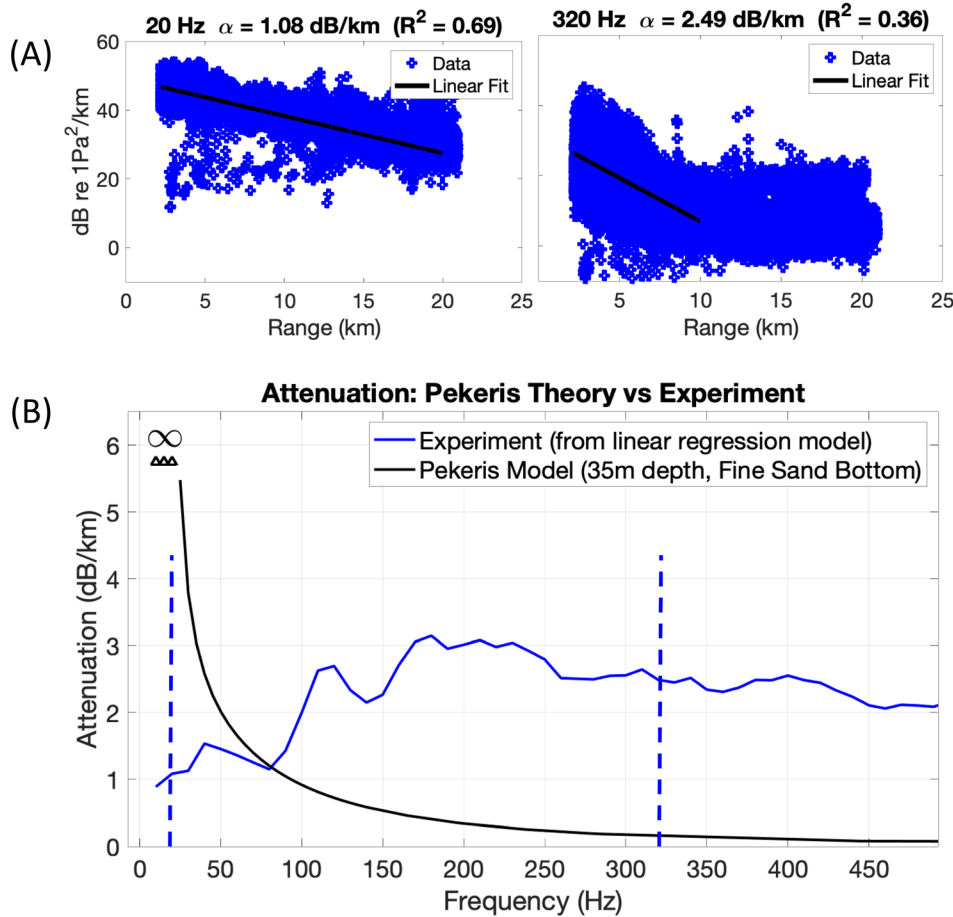 (A)
20 Hz α = 1.08 dB/km (R² = 0.69)
320 Hz α = 2.49 dB/km (R² = 0.36)
60
40
20
0
dB re 1Pa²/km
Data
Linear Fit
Data
Linear Fit
0 5 10 15 20 25
5 10 15 20 25
Range (km)
Range (km)
(B)
Attenuation: Pekeris Theory vs Experiment
∞
Experiment (from linear regression model)
Pekeris Model (35m depth, Fine Sand Bottom)
6
5
4
3
2
1
0
Attenuation (dB/km)
0 50 100 150 200 250 300 350 400 450
Frequency (Hz)